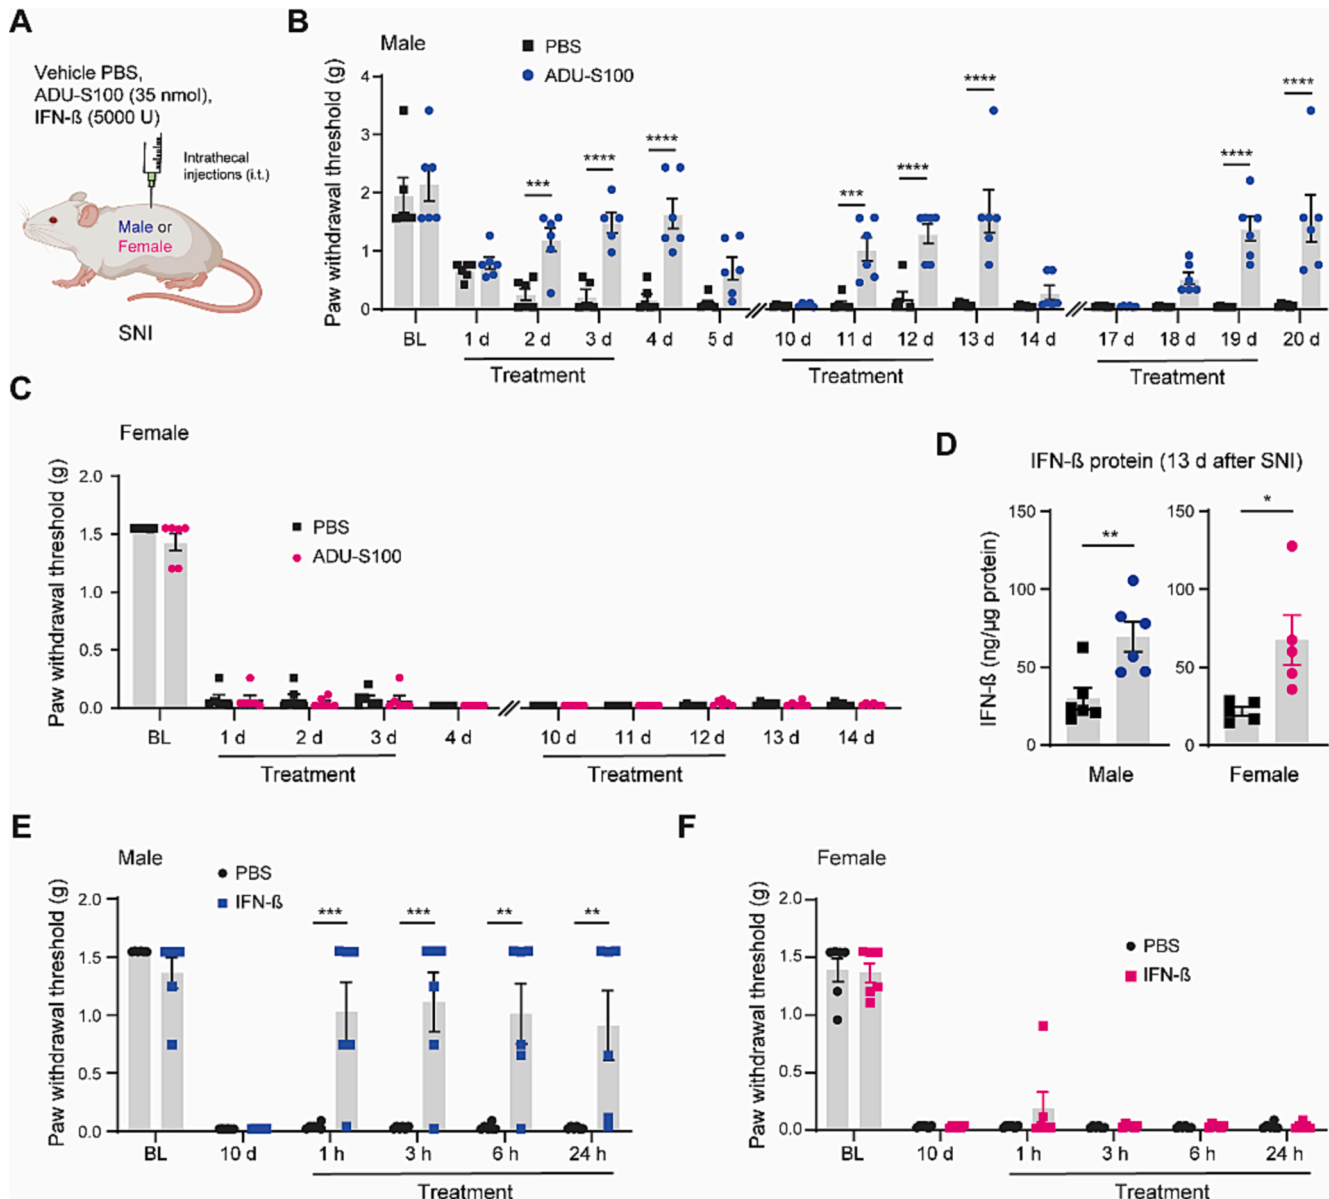 A
Vehicle PBS,
ADU-S100 (35 nmol),
IFN-ß (5000 U)
Intrathecal
injections (i.t.)
Male or
Female
SNI
B
Male
PBS
ADU-S100
Paw withdrawal threshold (g)
4
3
2
1
0
*** **** **** *** **** **** **** ****
BL 1 d 2 d 3 d 4 d 5 d 10 d 11 d 12 d 13 d 14 d 17 d 18 d 19 d 20 d
Treatment Treatment Treatment
C
Female
PBS
ADU-S100
Paw withdrawal threshold (g)
2.0
1.5
1.0
0.5
0.0
BL 1 d 2 d 3 d 4 d 10 d 11 d 12 d 13 d 14 d
Treatment Treatment
D
IFN-ß protein (13 d after SNI)
IFN-ß (ng/µg protein)
150
100
50
0
**
Male
150
100
50
0
*
Female
E
Male
PBS
IFN-ß
Paw withdrawal threshold (g)
2.0
1.5
1.0
0.5
0.0
*** *** ** **
BL 10 d 1 h 3 h 6 h 24 h
Treatment
F
Female
PBS
IFN-ß
Paw withdrawal threshold (g)
2.0
1.5
1.0
0.5
0.0
BL 10 d 1 h 3 h 6 h 24 h
Treatment